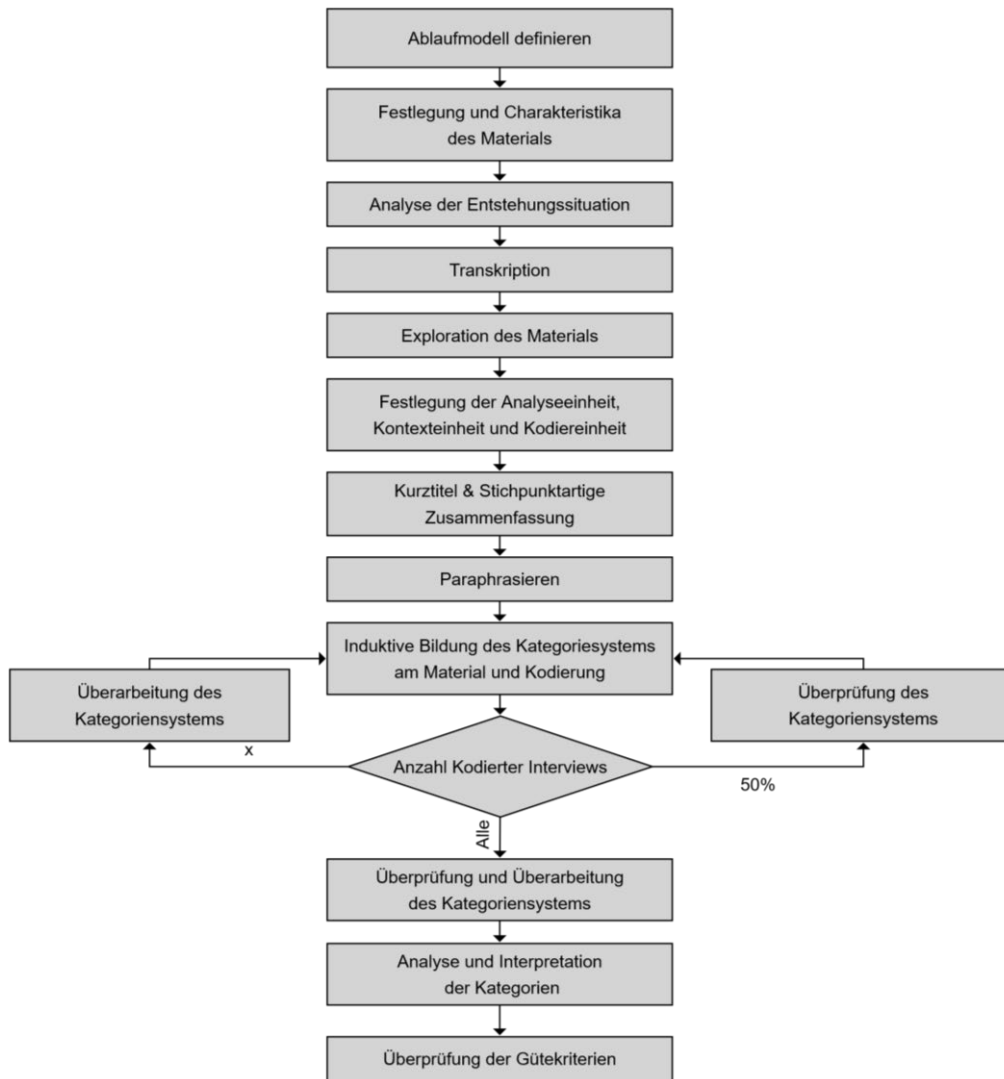 Ablaufmodell definieren
Festlegung und Charakteristika
des Materials
Analyse der Entstehungssituation
Transkription
Exploration des Materials
Festlegung der Analyseeinheit,
Kontexteinheit und Kodiereinheit
Kurztitel & Stichpunktartige
Zusammenfassung
Paraphrasieren
Induktive Bildung des Kategoriesystems
am Material und Kodierung
Überarbeitung des
Kategoriensystems
Überprüfung des
Kategoriensystems
x
Anzahl Kodierter Interviews
50%
Alle
Überprüfung und Überarbeitung
des Kategoriensystems
Analyse und Interpretation
der Kategorien
Überprüfung der Gütekriterien